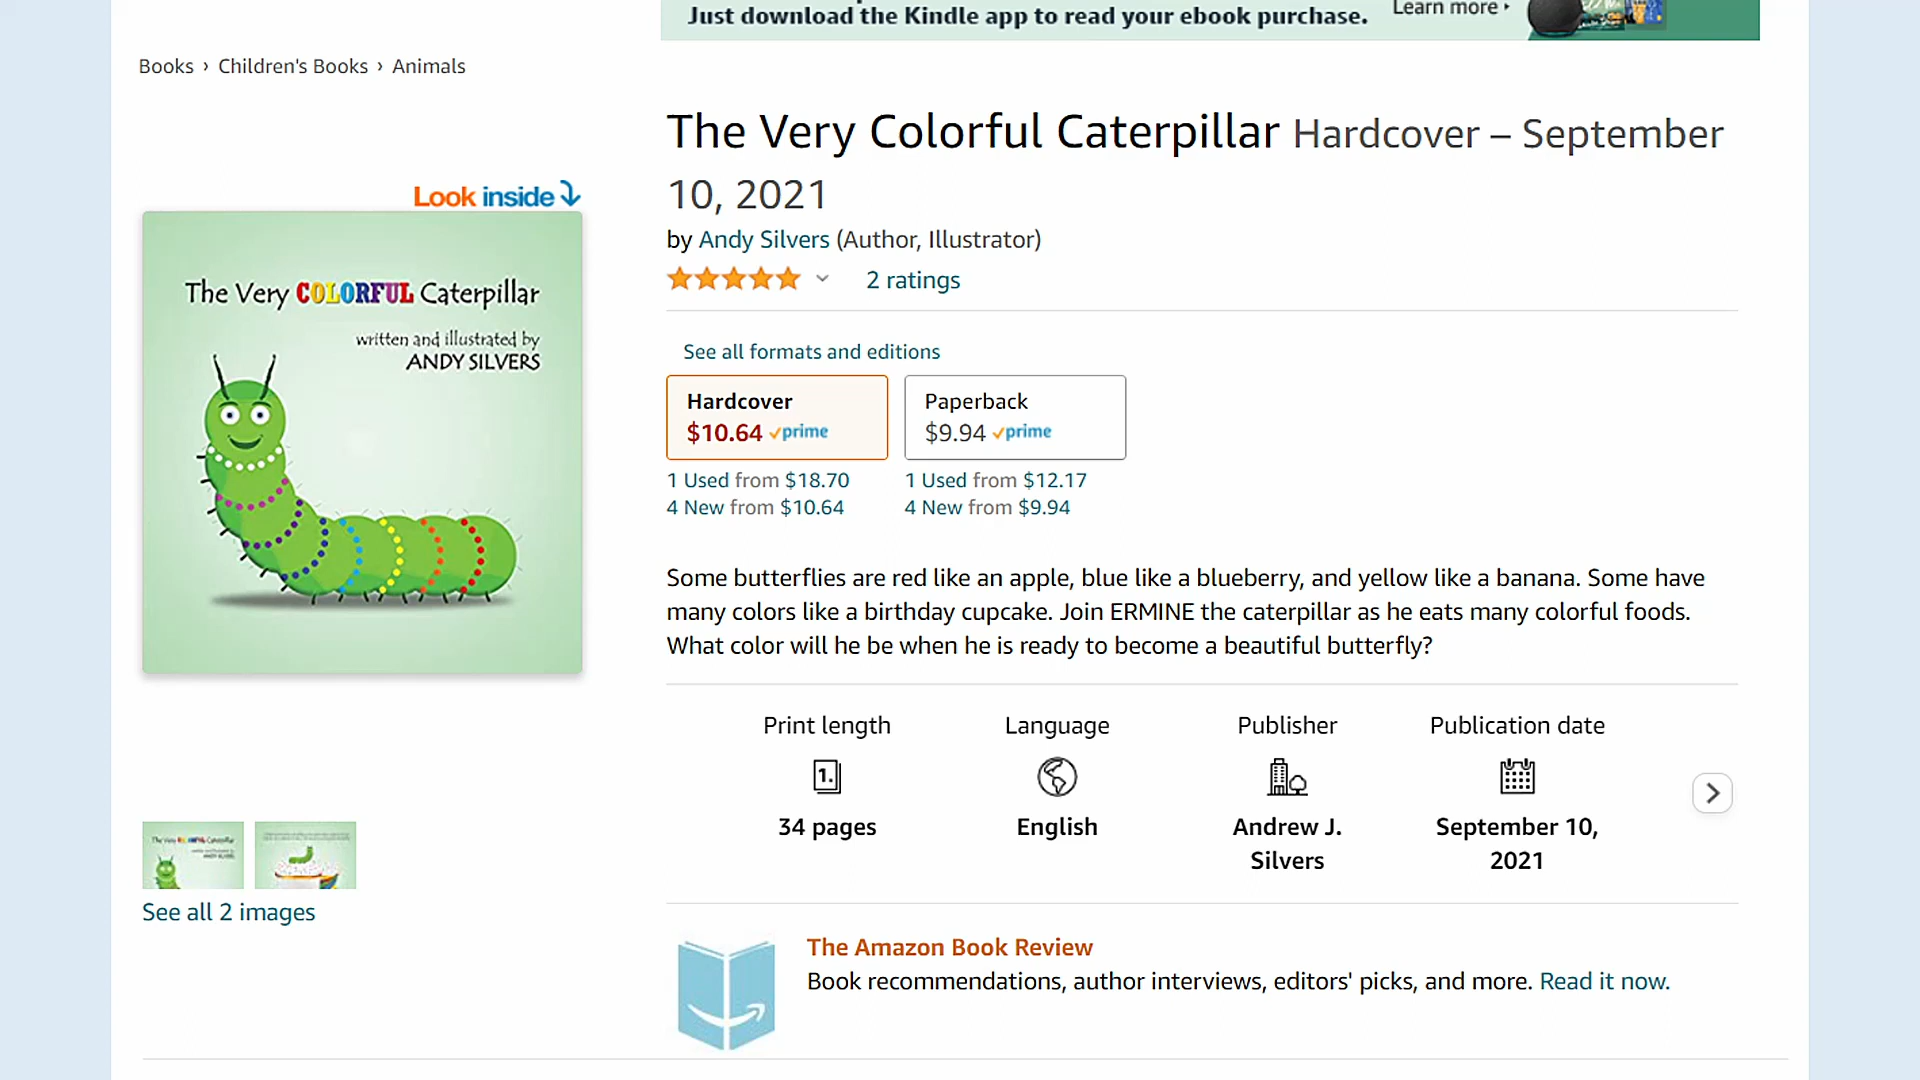 Just download the Kindle app to read your ebook purchase.
Learn more ▸
Books › Children's Books › Animals
The Very Colorful Caterpillar Hardcover – September
10, 2021
by Andy Silvers (Author, Illustrator)
2 ratings
Look inside
The Very COLORFUL Caterpillar
written and illustrated by
ANDY SILVERS
See all formats and editions
Hardcover
$10.64 prime
1 Used from $18.70
4 New from $10.64
Paperback
$9.94 prime
1 Used from $12.17
4 New from $9.94
Some butterflies are red like an apple, blue like a blueberry, and yellow like a banana. Some have
many colors like a birthday cupcake. Join ERMINE the caterpillar as he eats many colorful foods.
What color will he be when he is ready to become a beautiful butterfly?
Print length
1.
34 pages
Language
English
Publisher
Andrew J.
Silvers
Publication date
September 10,
2021
The Very COLORFUL Caterpillar
See all 2 images
The Amazon Book Review
Book recommendations, author interviews, editors' picks, and more. Read it now.